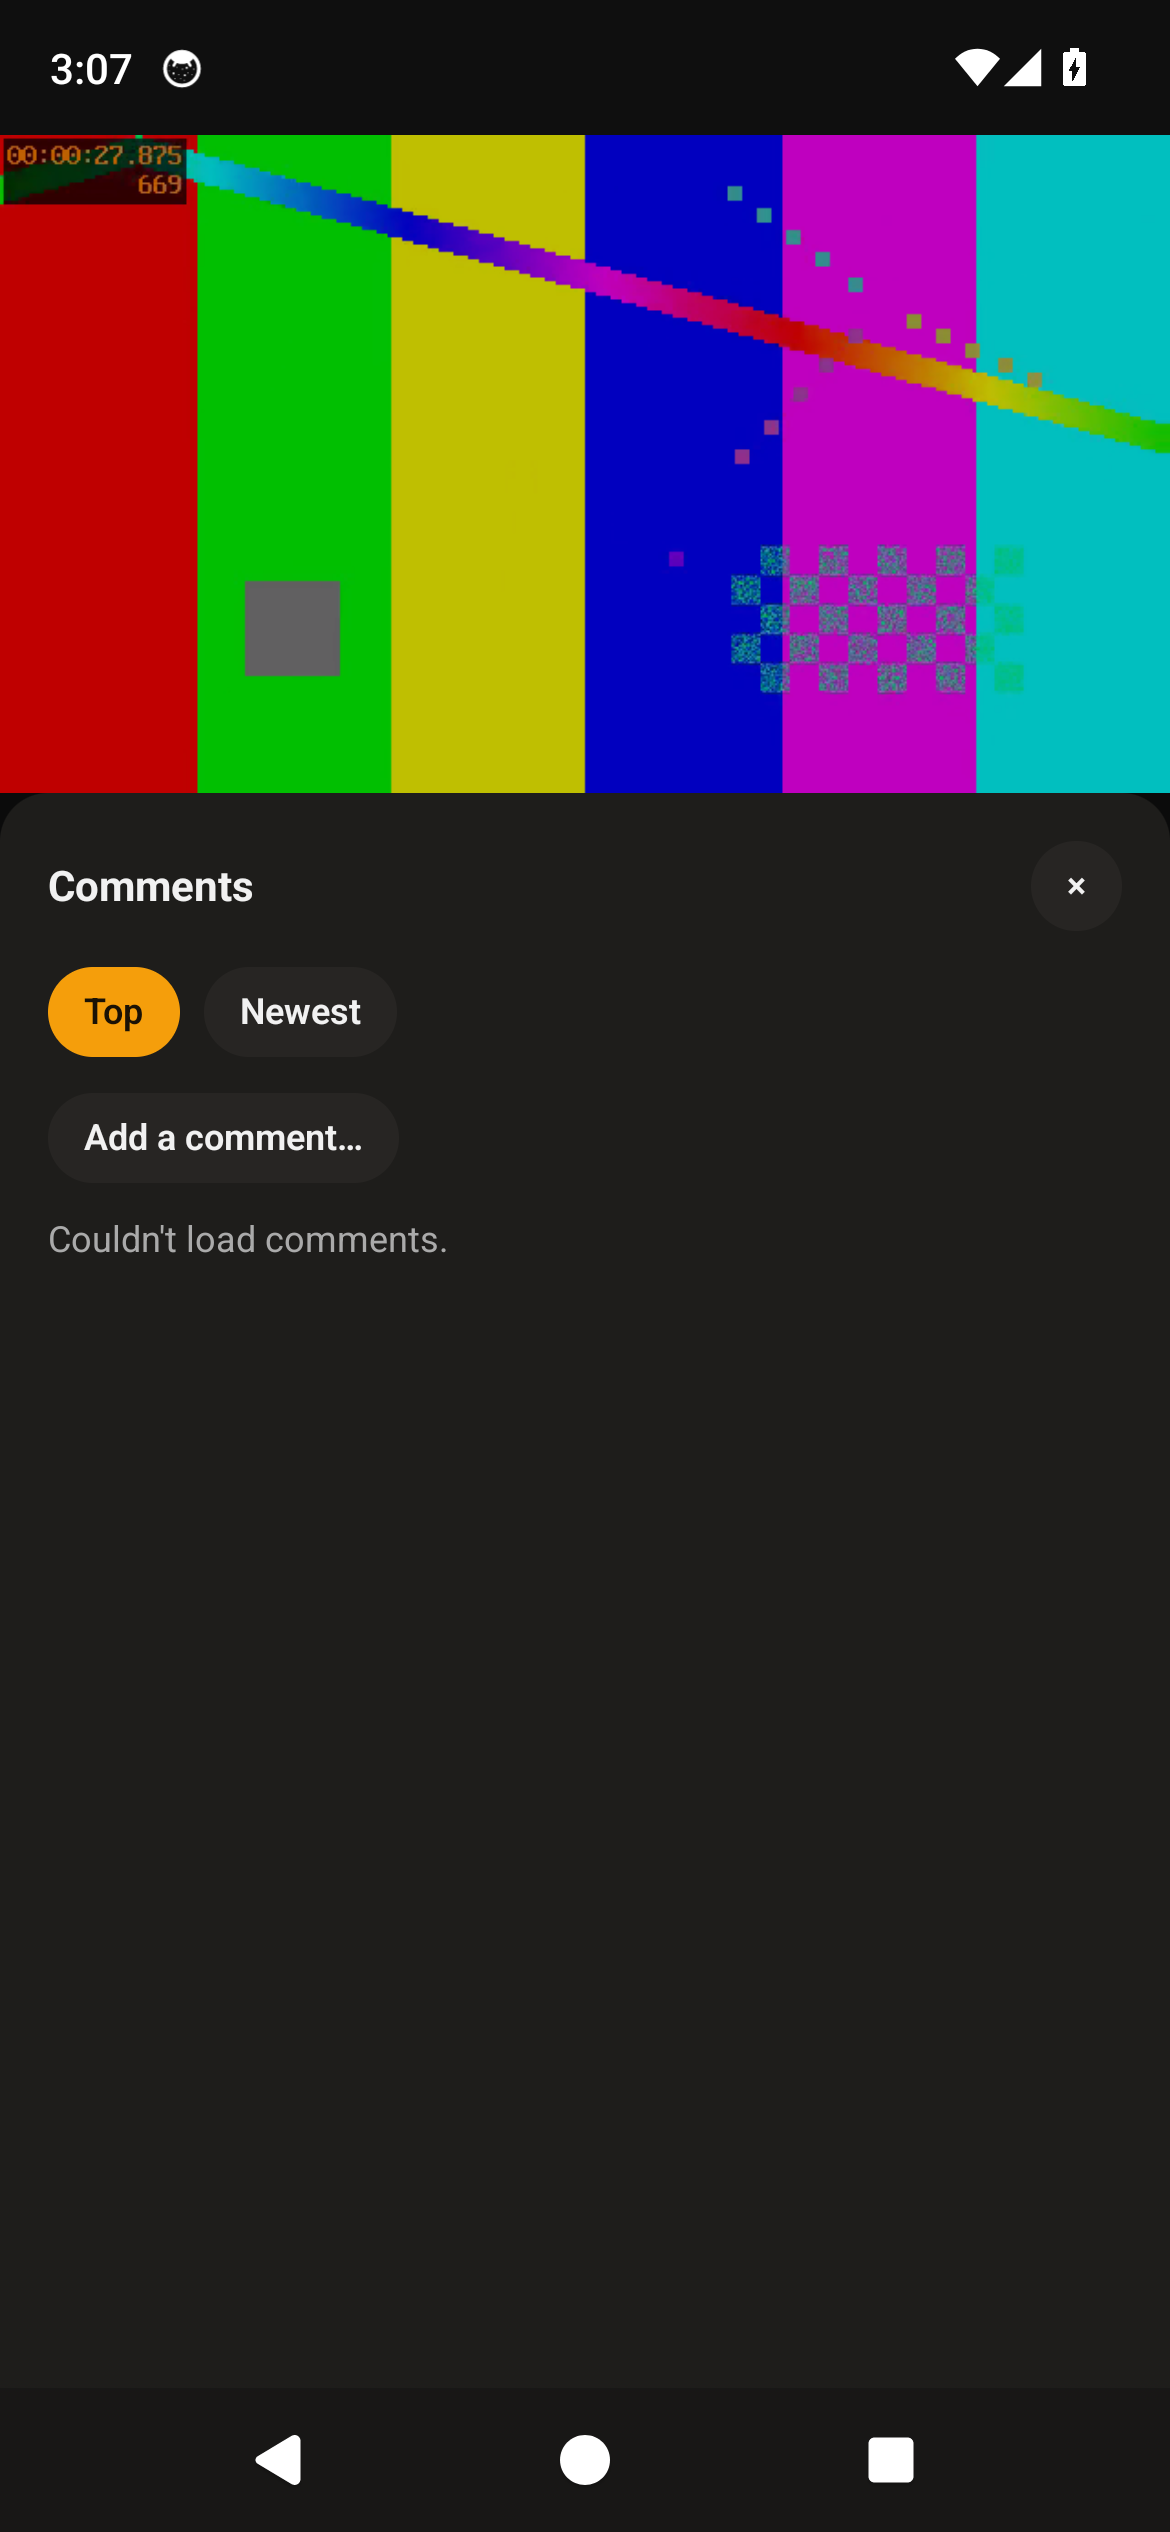 3:07
00:00:27.875
669
Comments
×
Top
Newest
Add a comment...
Couldn't load comments.